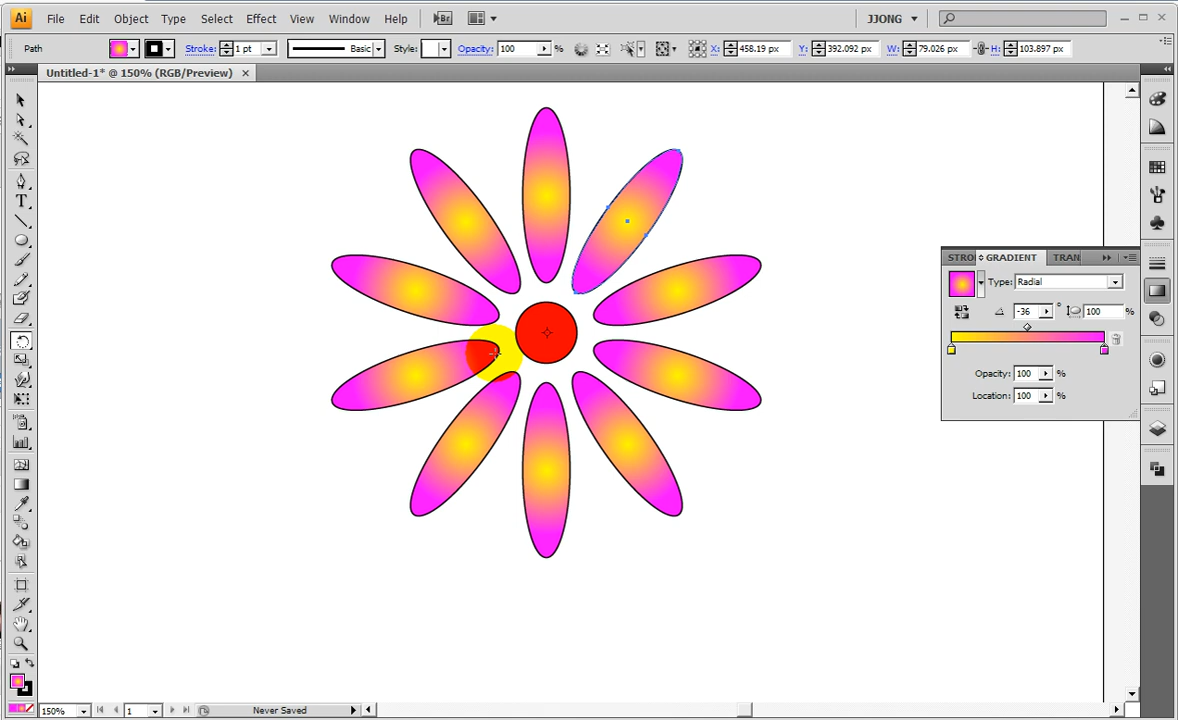 Ai File Edit Object Type Select Effect View Window Help Br JJONG
Path Stroke: 1 pt Basic Style: Opacity: 100 % X: 458.19 px Y: 392.092 px W: 79.026 px H: 103.897 px
Untitled-1* @ 150% (RGB/Preview)
STRO GRADIENT TRAN
Type: Radial
-36 ° 100 %
Opacity: 100 %
Location: 100 %
150% 1 Never Saved